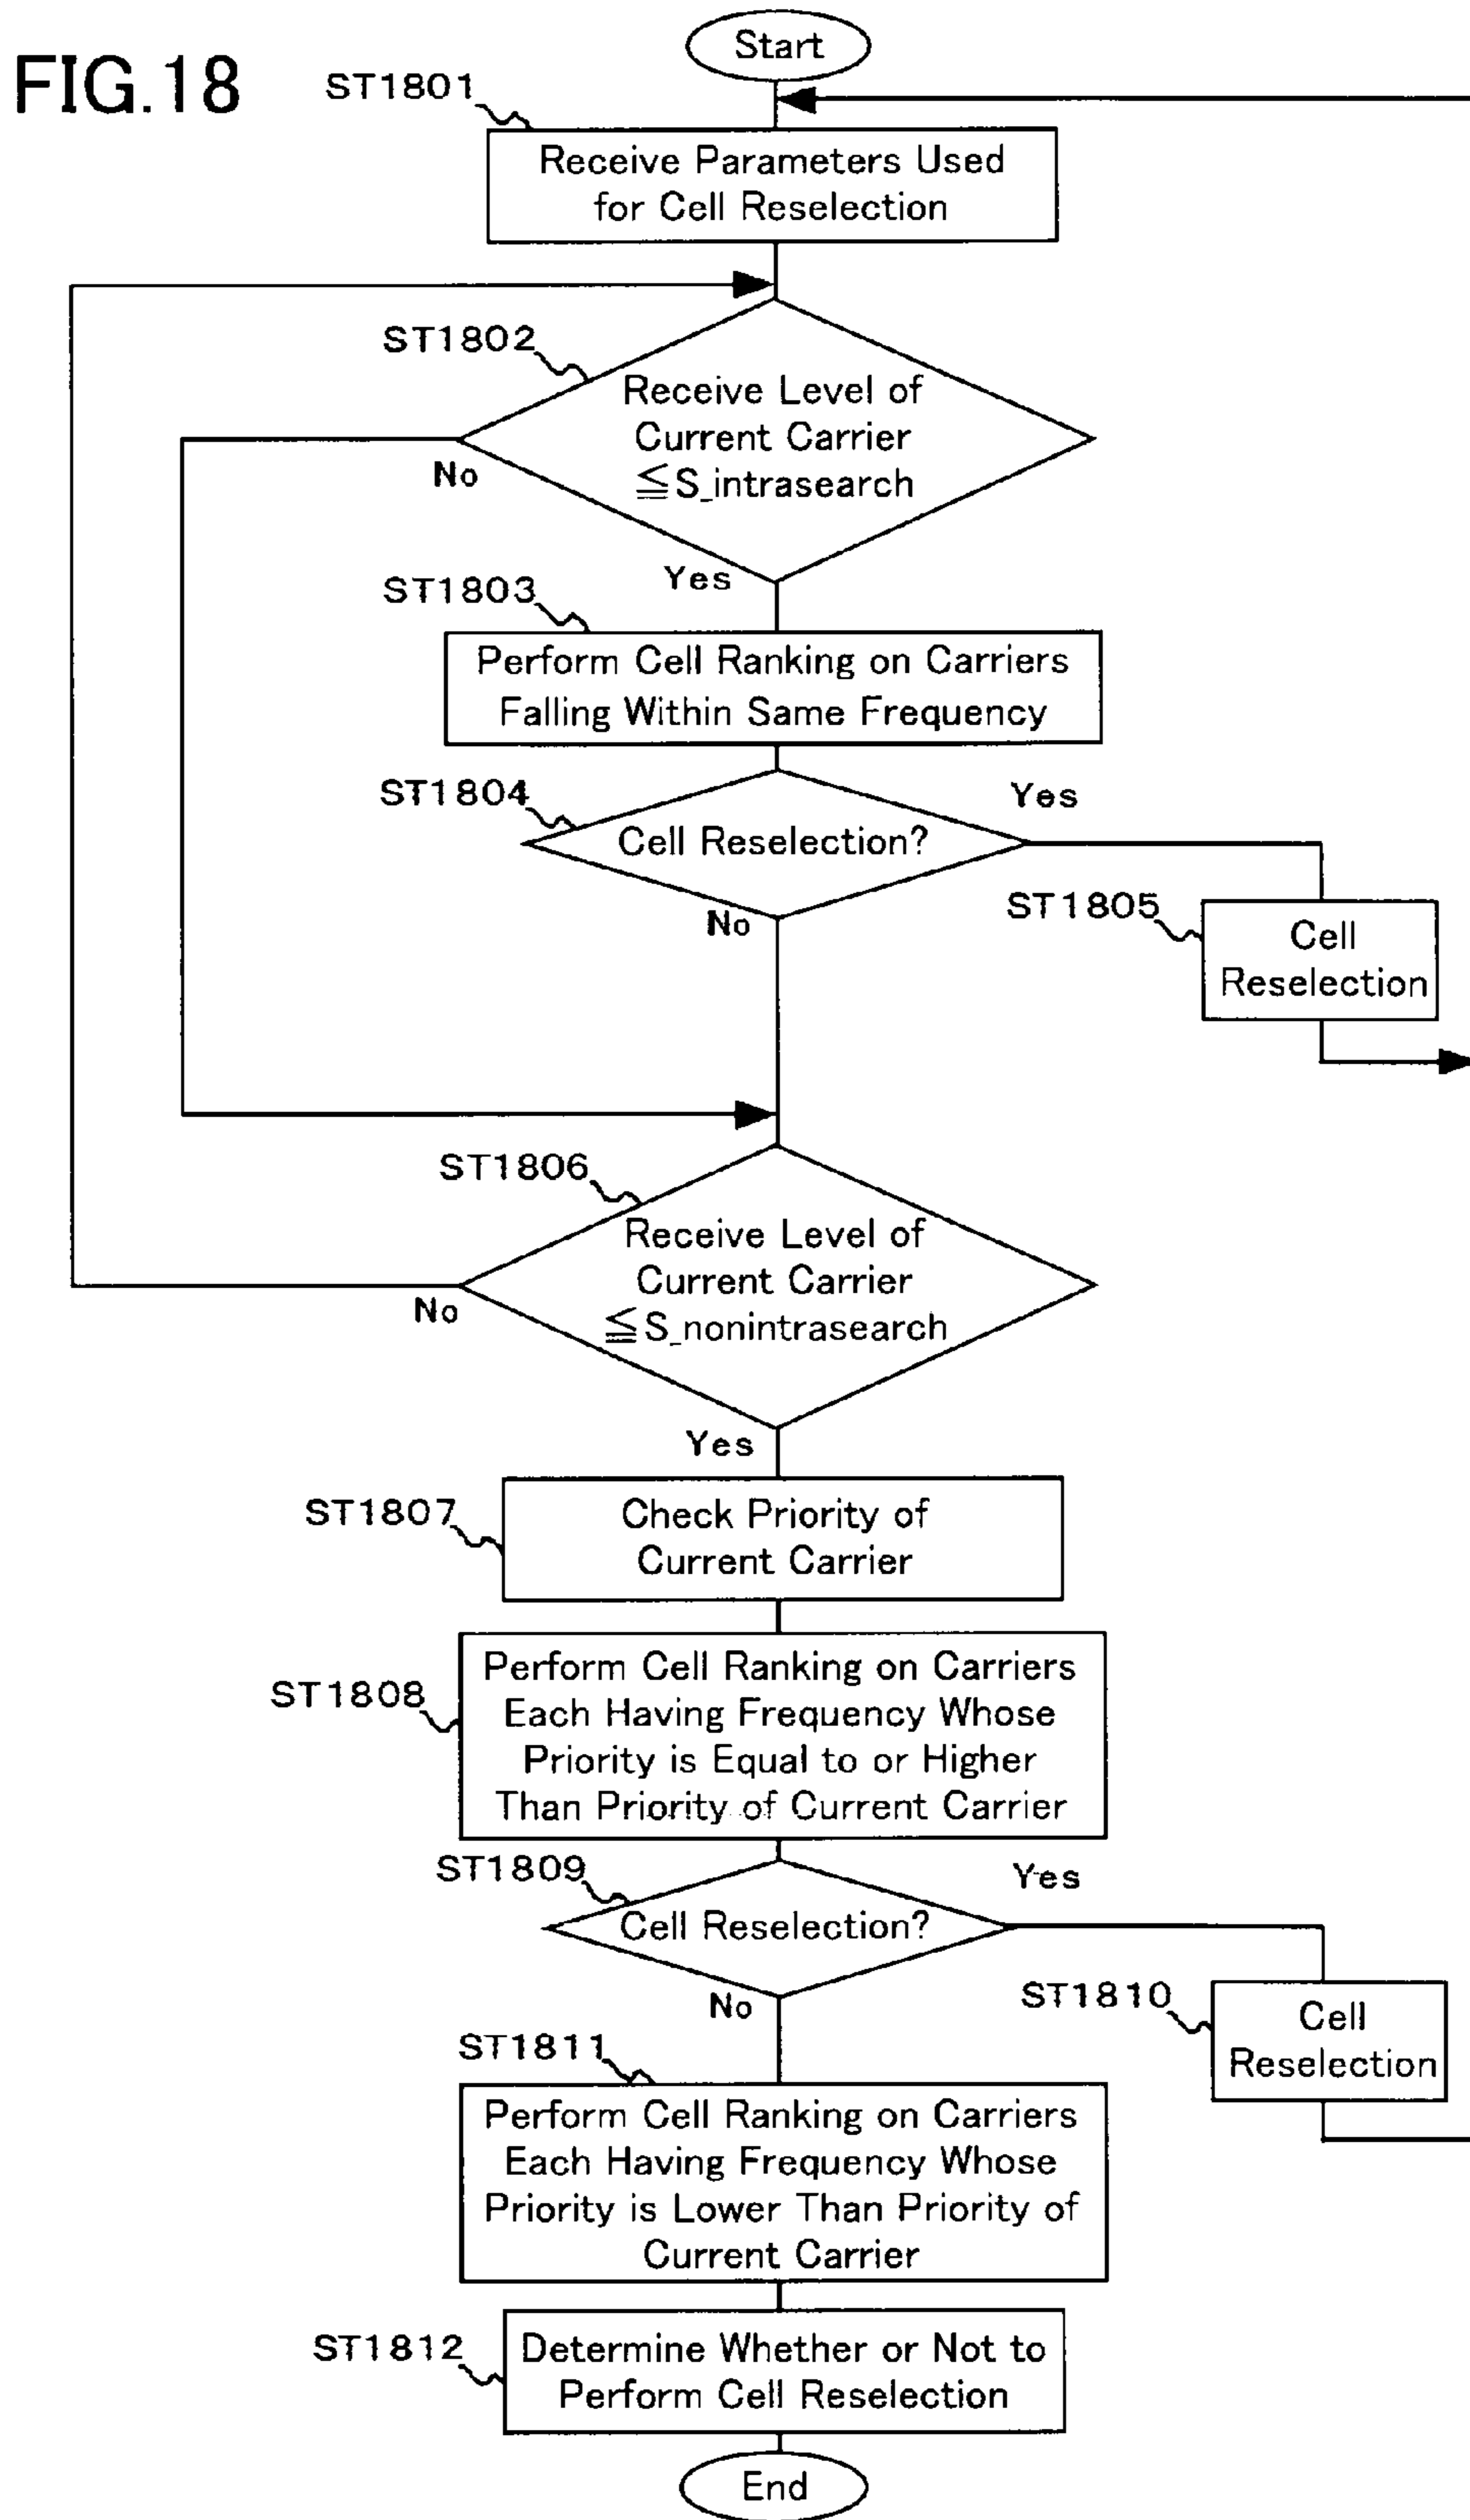 FIG.18
Start
ST1801
Receive Parameters Used
for Cell Reselection
ST1802
Receive Level of
Current Carrier
≦S_intrasearch
No
Yes
ST1803
Perform Cell Ranking on Carriers
Falling Within Same Frequency
ST1804
Cell Reselection?
Yes
No
ST1805
Cell
Reselection
ST1806
Receive Level of
Current Carrier
≦S_nonintrasearch
No
Yes
ST1807
Check Priority of
Current Carrier
ST1808
Perform Cell Ranking on Carriers
Each Having Frequency Whose
Priority is Equal to or Higher
Than Priority of Current Carrier
ST1809
Cell Reselection?
Yes
No
ST1810
Cell
Reselection
ST1811
Perform Cell Ranking on Carriers
Each Having Frequency Whose
Priority is Lower Than Priority of
Current Carrier
ST1812
Determine Whether or Not to
Perform Cell Reselection
End